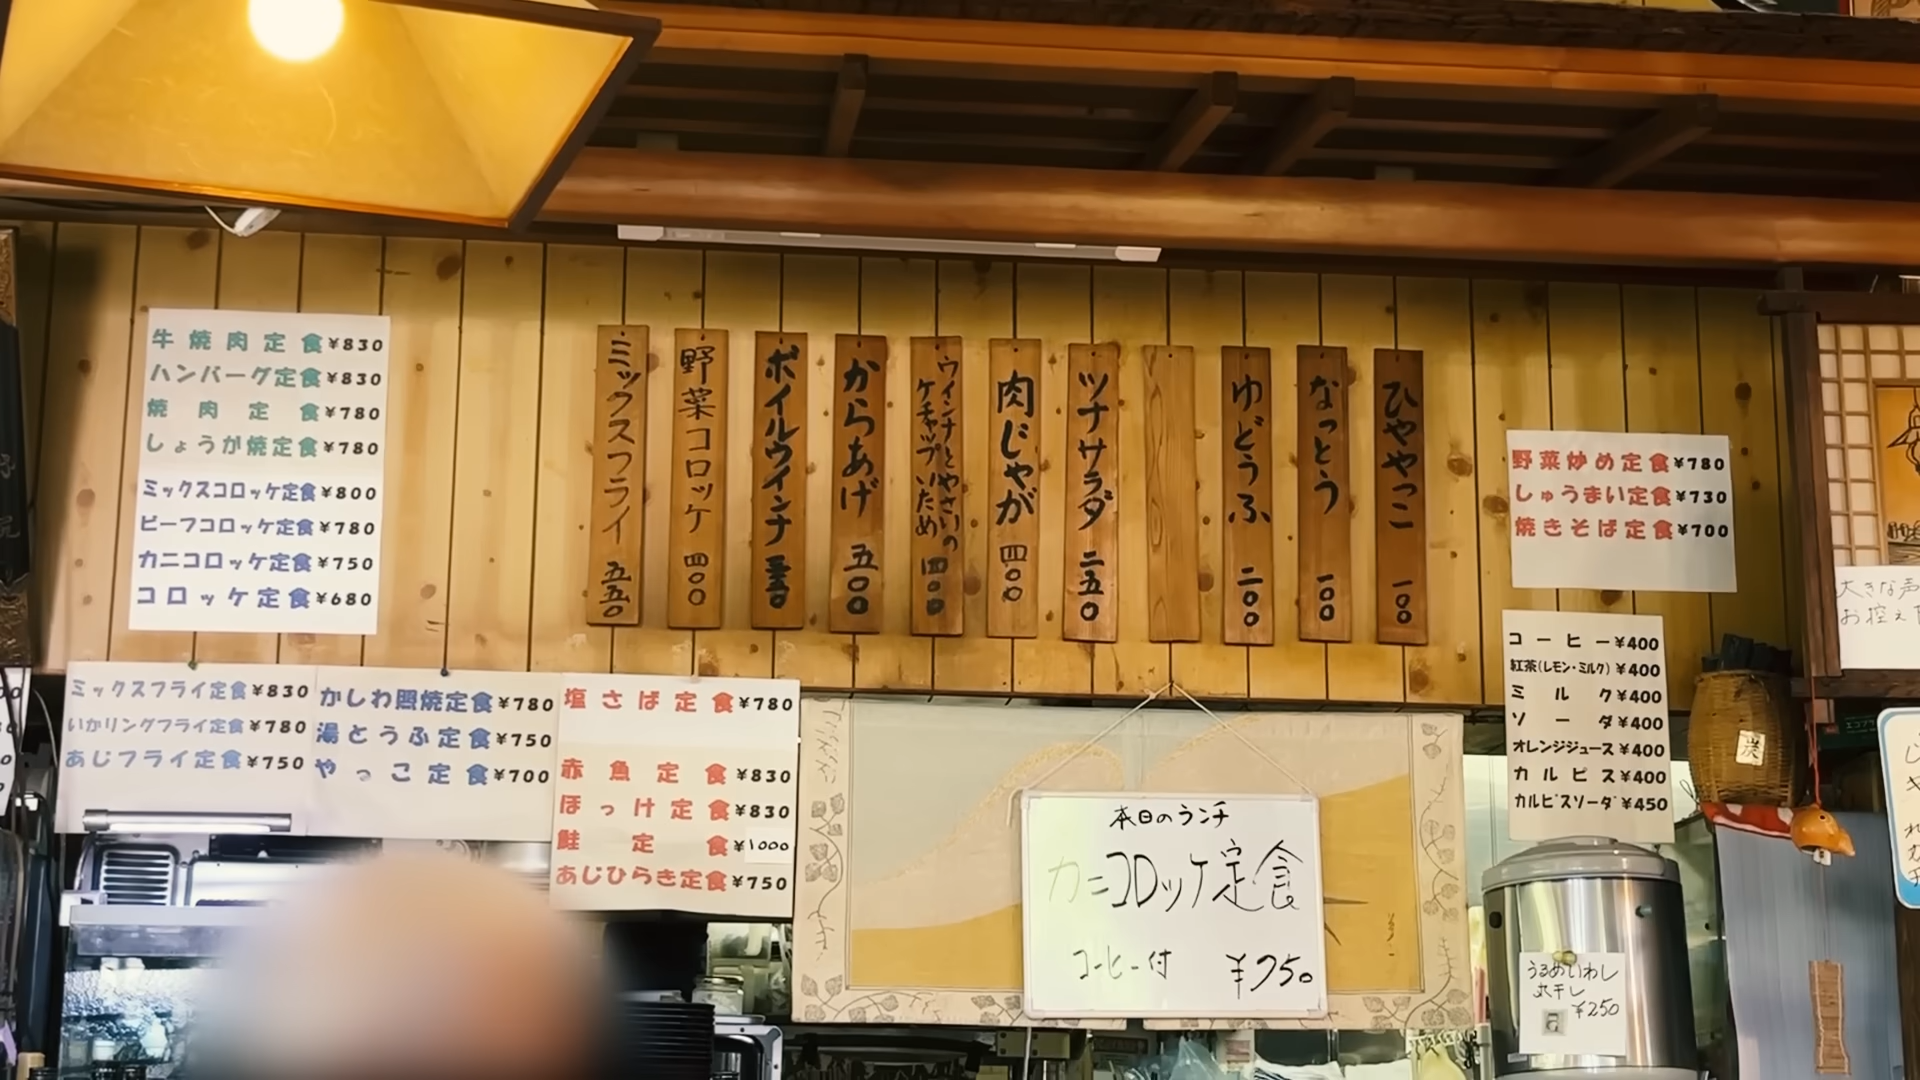 牛焼肉定食¥830
ハンバーグ定食¥830
焼肉定食¥780
しょうが焼定食¥780
ミックスコロッケ定食¥800
ビーフコロッケ定食¥780
カニコロッケ定食¥750
コロッケ定食¥680
ミックスフライ定食¥830
いかリングフライ定食¥780
あじフライ定食¥750
かしわ照焼定食¥780
湯とうふ定食¥750
やっこ定食¥700
塩さば定食¥780
赤魚定食¥830
ほっけ定食¥830
鮭定食¥1000
あじひらき定食¥750
ひややっこ 一〇〇
なっとう 一〇〇
ゆどうふ 二〇〇
ツナサラダ 二五〇
肉じゃが 四〇〇
ウインナとやさいの
ケチャップいため 四〇〇
からあげ 五〇〇
ボイルウインナ
野菜コロッケ 四〇〇
ミックスフライ 五五〇
本日のランチ
カニコロッケ定食
コーヒー付 ¥750
野菜炒め定食¥780
しゅうまい定食¥730
焼きそば定食¥700
コーヒー¥400
紅茶(レモン・ミルク)¥400
ミルク¥400
ソーダ¥400
オレンジジュース¥400
カルピス¥400
カルピスソーダ¥450
うるめいわし
丸干し
¥250
炭
大きな声
お控え